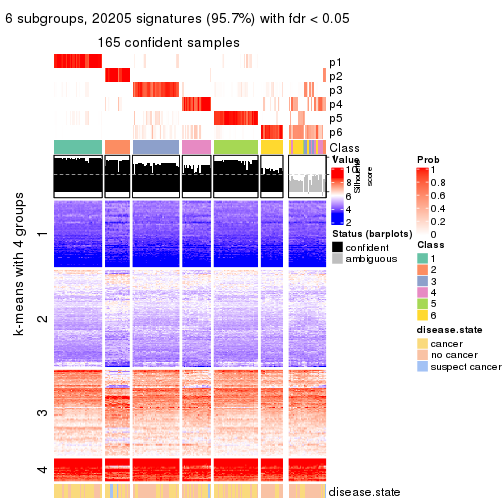 6 subgroups, 20205 signatures (95.7%) with fdr < 0.05
165 confident samples
p1
p2
p3
p4
p5
p6
Class
Silhouette score
k-means with 4 groups
1
2
3
4
disease.state
Value
10
8
6
4
2
Status (barplots)
confident
ambiguous
Prob
1
0.8
0.6
0.4
0.2
0
Class
1
2
3
4
5
6
disease.state
cancer
no cancer
suspect cancer